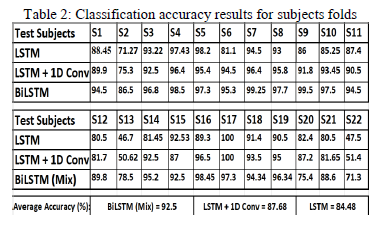 Table 2: Classification accuracy results for subjects folds
Test Subjects S1 S2 S3 S4 S5 S6 S7 S8 S9 S10 S11
LSTM 88.45 71.27 93.22 97.43 98.2 81.1 94.5 93 86 89.25 87.4
LSTM + 1D Conv 89.9 75.3 92.5 96.4 95.4 94.5 96.4 95.8 91.8 93.45 90.5
BiLSTM 94.5 86.5 96.8 98.5 97.3 95.3 99.25 97.7 99.5 97.5 94.5
Test Subjects S12 S13 S14 S15 S16 S17 S18 S19 S20 S21 S22
LSTM 80.5 46.7 81.45 92.53 89.3 100 91.4 90.5 82.4 80.5 47.5
LSTM + 1D Conv 81.7 50.62 92.5 87 96.5 100 93.5 95 87.2 81.65 51.4
BiLSTM (Mix) 89.8 78.5 95.2 92.5 98.45 97.3 94.34 96.34 75.4 88.6 71.3
Average Accuracy (%): BiLSTM (Mix) = 92.5 LSTM + 1D Conv = 87.68 LSTM = 84.48